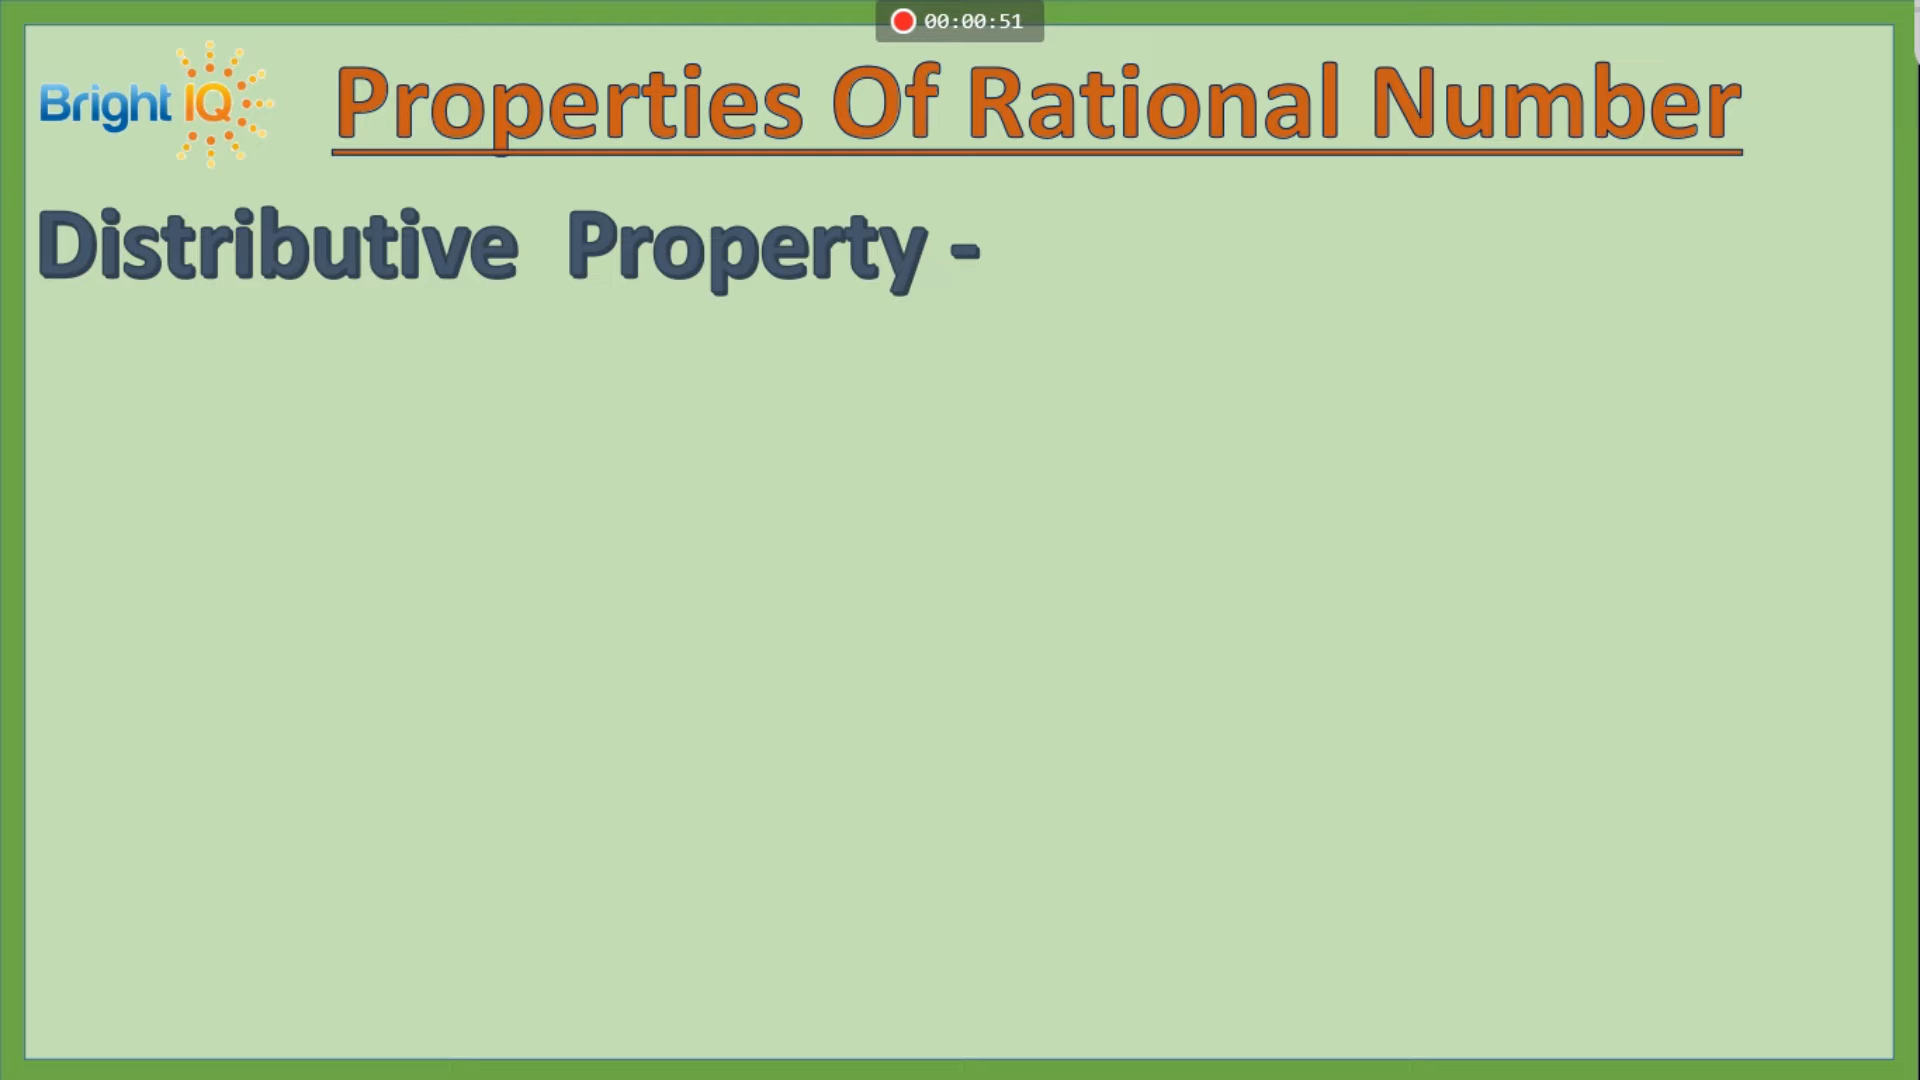 00:00:51
Bright IQ
Properties Of Rational Number
Distributive Property -